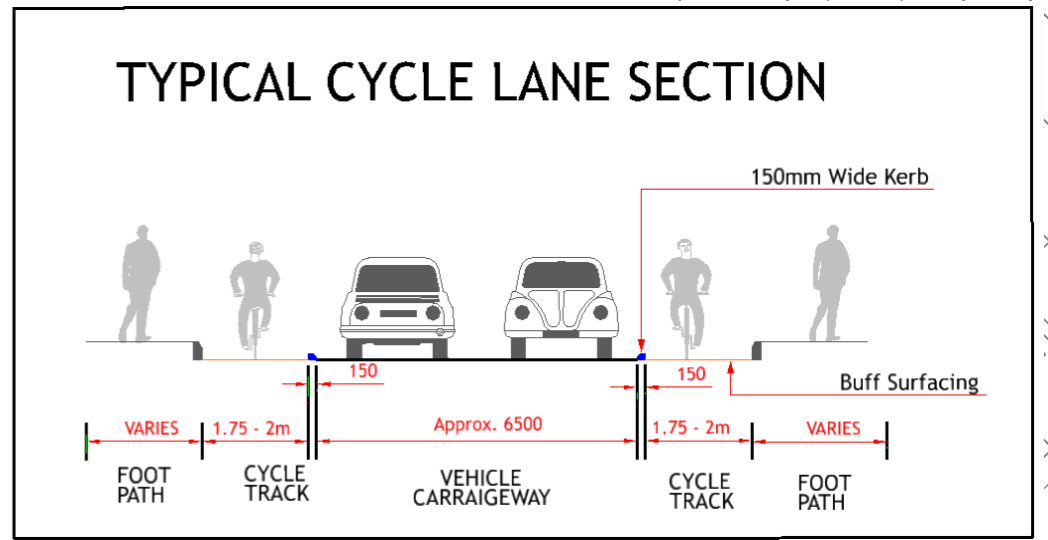 TYPICAL CYCLE LANE SECTION
150mm Wide Kerb
150
150
Buff Surfacing
VARIES
1.75 - 2m
Approx. 6500
1.75 - 2m
VARIES
FOOT
PATH
CYCLE
TRACK
VEHICLE
CARRAIGEWAY
CYCLE
TRACK
FOOT
PATH